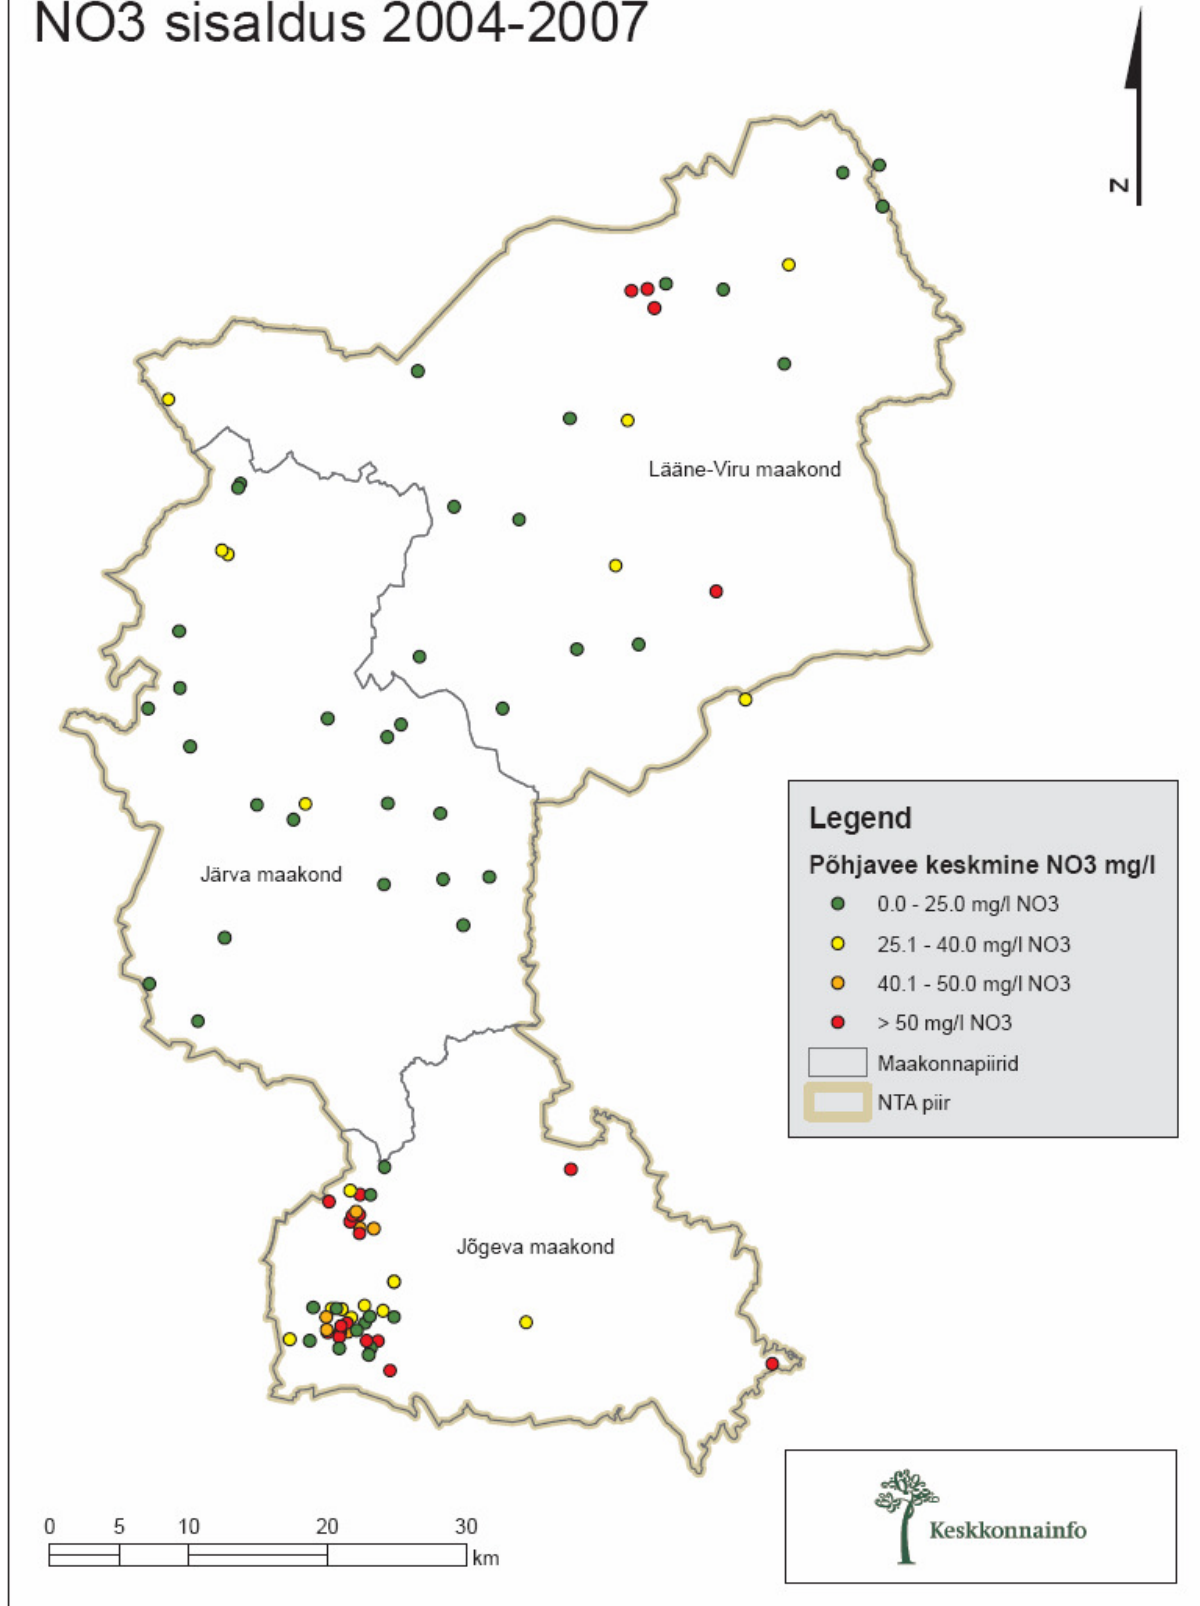 NO3 sisaldus 2004-2007
N
Lääne-Viru maakond
Järva maakond
Legend
Põhjavee keskmine NO3 mg/l
0.0 - 25.0 mg/l NO3
25.1 - 40.0 mg/l NO3
40.1 - 50.0 mg/l NO3
> 50 mg/l NO3
Maakonnapiirid
NTA piir
Jõgeva maakond
0 5 10 20 30
km
Keskkonnainfo